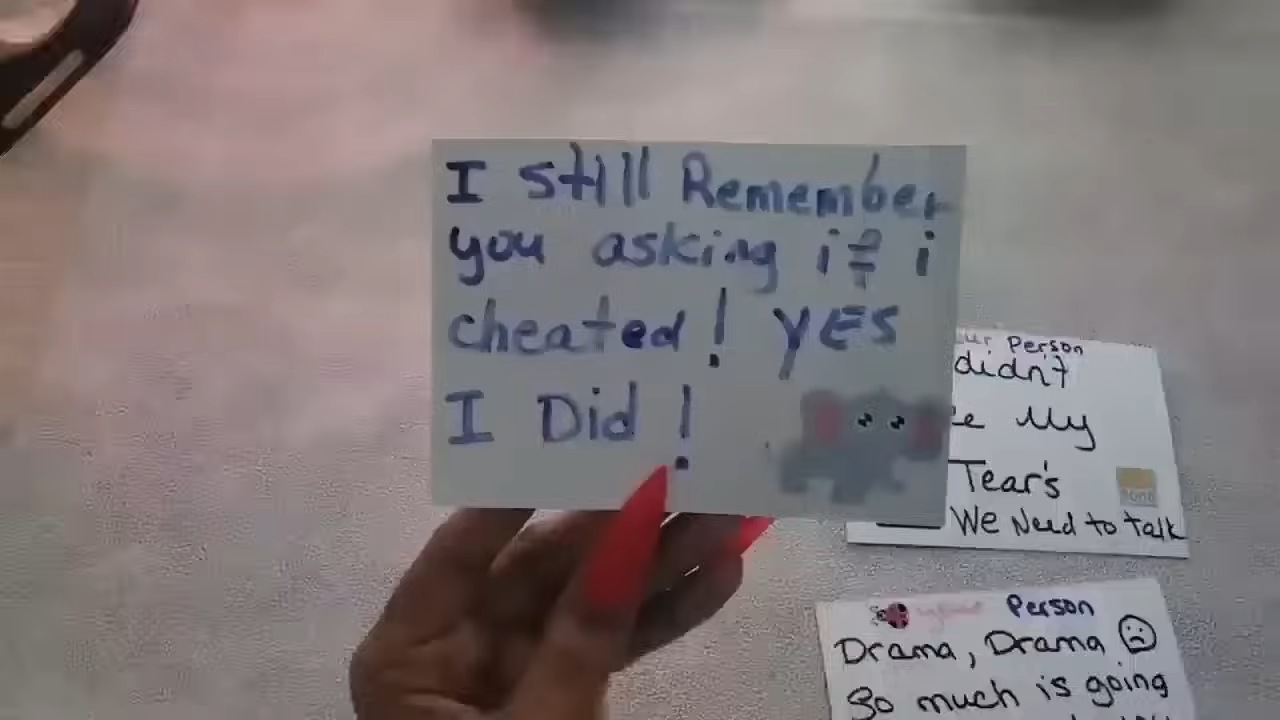 I still Remember
you asking if i
cheated! YES
I Did!
Person
didn't
My
Tear's
We Need to talk
your Person
Drama, Drama
So much is going